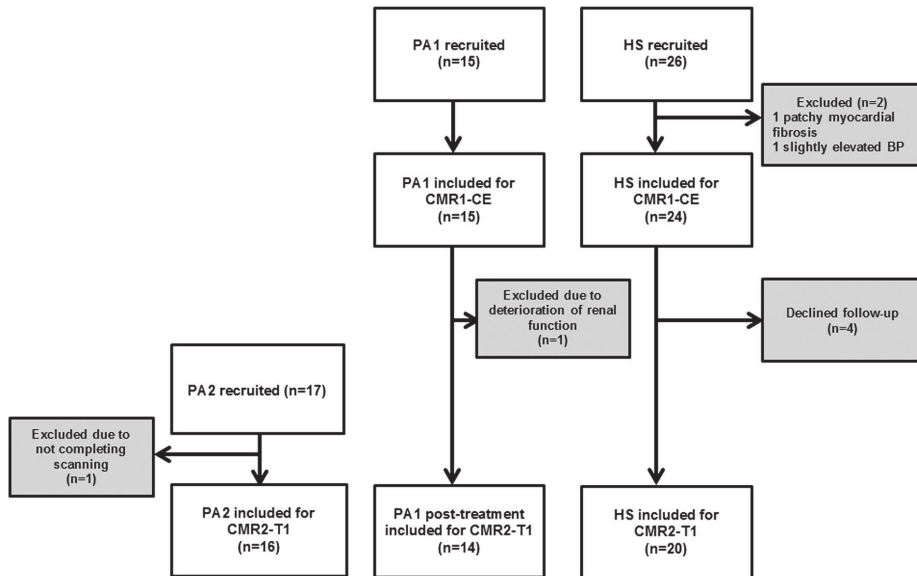 PA1 recruited
(n=15)
HS recruited
(n=26)
Excluded (n=2)
1 patchy myocardial
fibrosis
1 slightly elevated BP
PA1 included for
CMR1-CE
(n=15)
HS included for
CMR1-CE
(n=24)
Excluded due to
deterioration of renal
function
(n=1)
Declined follow-up
(n=4)
PA2 recruited (n=17)
Excluded due to
not completing
scanning
(n=1)
PA2 included for
CMR2-T1
(n=16)
PA1 post-treatment
included for CMR2-T1
(n=14)
HS included for
CMR2-T1
(n=20)